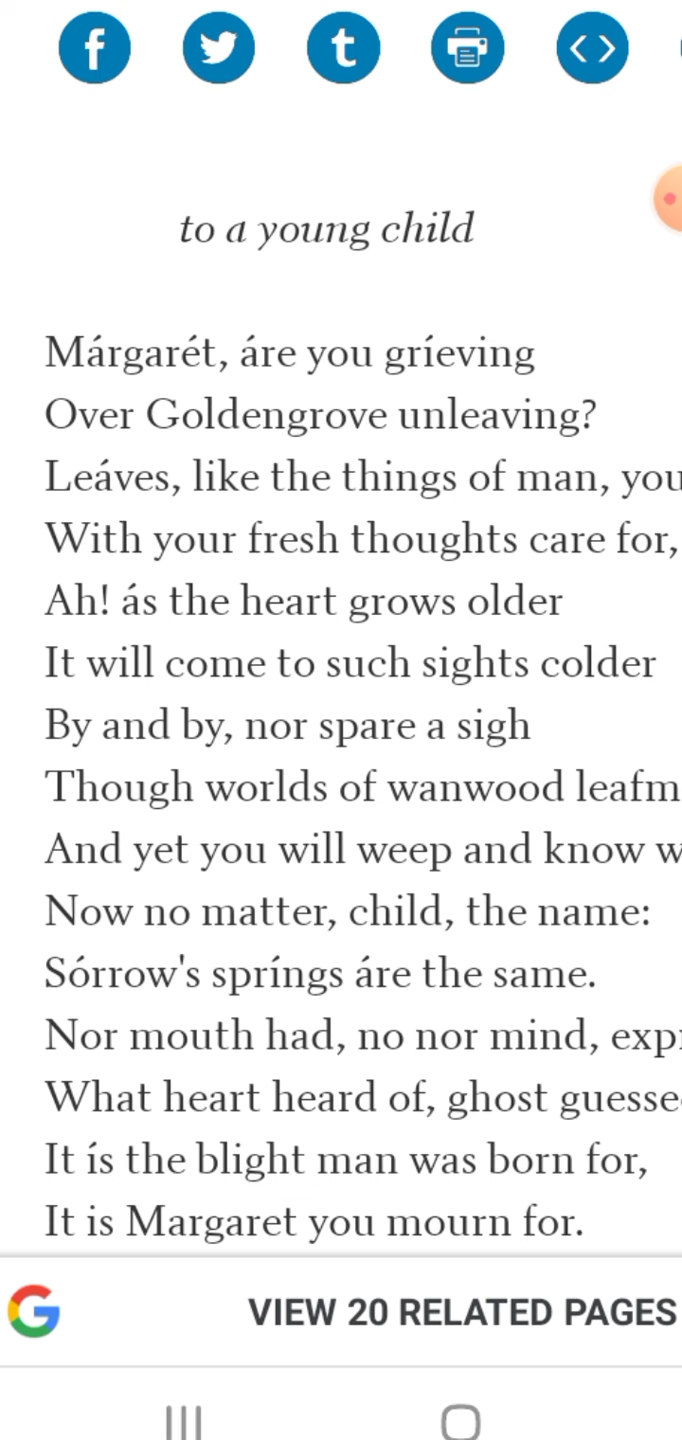 to a young child
Márgarét, áre you gríeving
Over Goldengrove unleaving?
Leáves, like the things of man, you
With your fresh thoughts care for,
Ah! ás the heart grows older
It will come to such sights colder
By and by, nor spare a sigh
Though worlds of wanwood leafm
And yet you will weep and know w
Now no matter, child, the name:
Sórrow's spríngs áre the same.
Nor mouth had, no nor mind, exp
What heart heard of, ghost guesse
It ís the blight man was born for,
It is Margaret you mourn for.
VIEW 20 RELATED PAGES